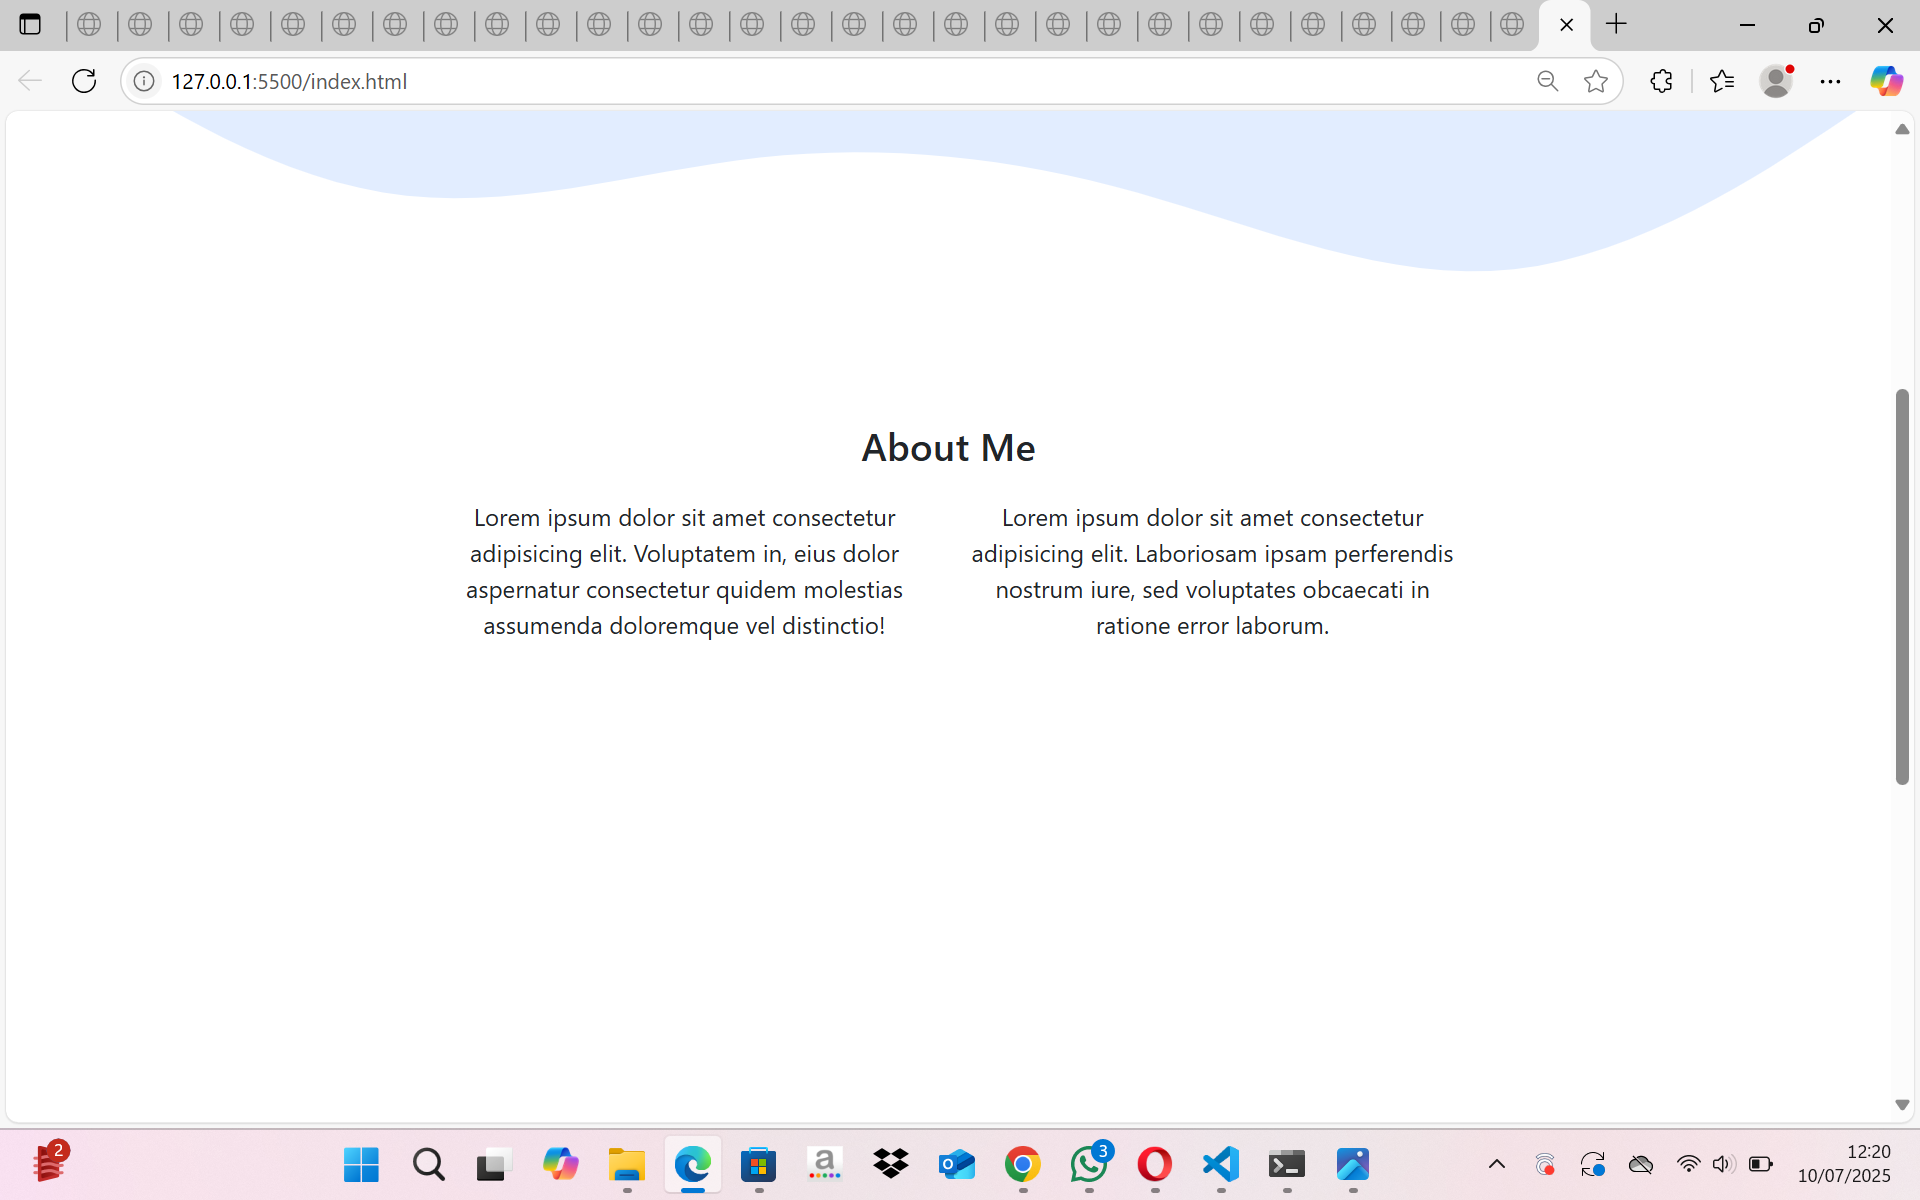 127.0.0.1:5500/index.html
About Me
Lorem ipsum dolor sit amet consectetur
adipisicing elit. Voluptatem in, eius dolor
aspernatur consectetur quidem molestias
assumenda doloremque vel distinctio!
Lorem ipsum dolor sit amet consectetur
adipisicing elit. Laboriosam ipsam perferendis
nostrum iure, sed voluptates obcaecati in
ratione error laborum.
2
a
3
12:20
10/07/2025